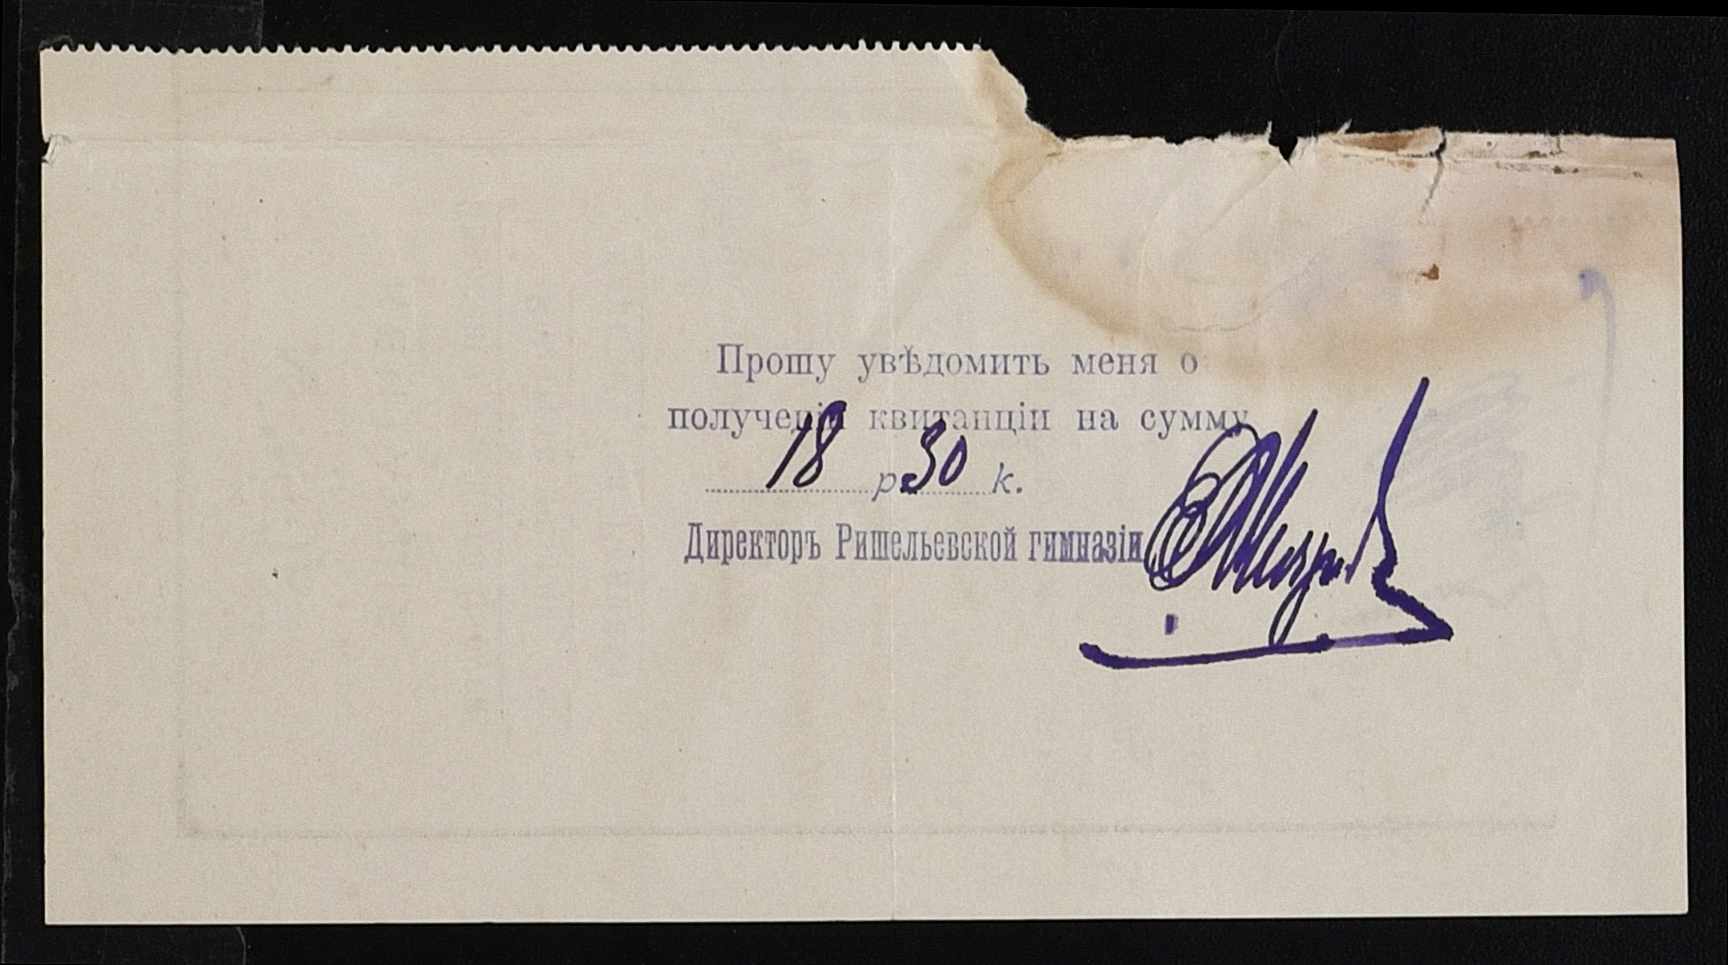 Прошу увѣдомить меня о
полученіи квитанціи на сумму
18 р. 30 к.
Директоръ Ришельевской гимназіи